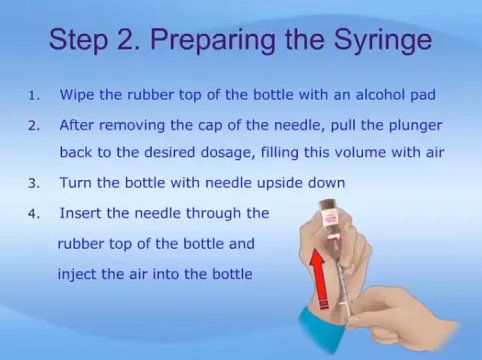 Step 2. Preparing the Syringe
1. Wipe the rubber top of the bottle with an alcohol pad
2. After removing the cap of the needle, pull the plunger
back to the desired dosage, filling this volume with air
3. Turn the bottle with needle upside down
4. Insert the needle through the
rubber top of the bottle and
inject the air into the bottle